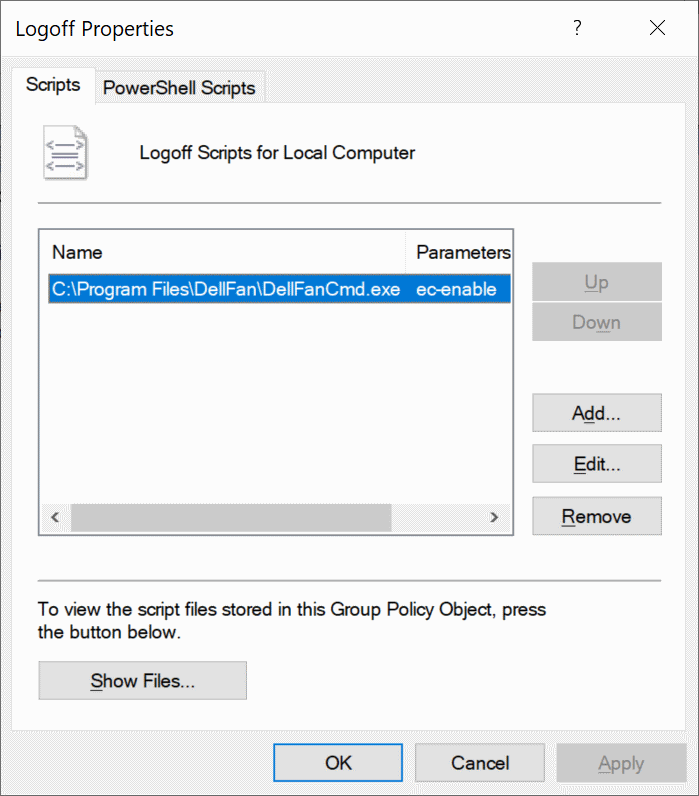 Logoff Properties
?
Scripts
PowerShell Scripts
Logoff Scripts for Local Computer
Name Parameters
C:\Program Files\DellFan\DellFanCmd.exe ec-enable
Up
Down
Add...
Edit...
Remove
To view the script files stored in this Group Policy Object, press
the button below.
Show Files...
OK
Cancel
Apply